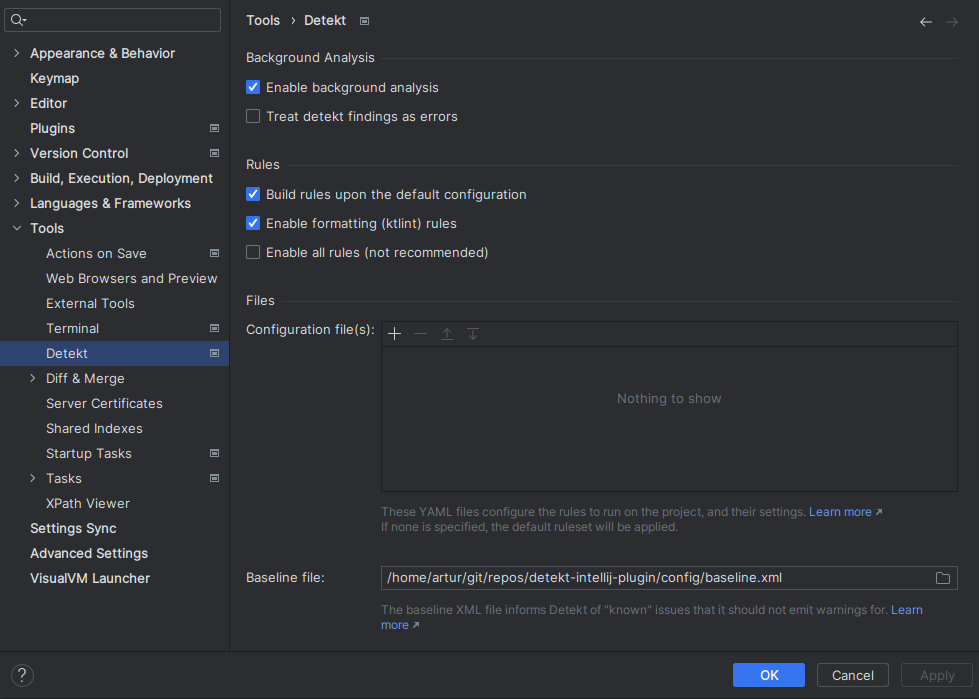 Appearance & Behavior
Keymap
Editor
Plugins
Version Control
Build, Execution, Deployment
Languages & Frameworks
Tools
Actions on Save
Web Browsers and Preview
External Tools
Terminal
Detekt
Diff & Merge
Server Certificates
Shared Indexes
Startup Tasks
Tasks
XPath Viewer
Settings Sync
Advanced Settings
VisualVM Launcher
Tools › Detekt
Background Analysis
Enable background analysis
Treat detekt findings as errors
Rules
Build rules upon the default configuration
Enable formatting (ktlint) rules
Enable all rules (not recommended)
Files
Configuration file(s):
Nothing to show
These YAML files configure the rules to run on the project, and their settings. Learn more ↗
If none is specified, the default ruleset will be applied.
Baseline file: /home/artur/git/repos/detekt-intellij-plugin/config/baseline.xml
The baseline XML file informs Detekt of "known" issues that it should not emit warnings for. Learn
more ↗
?
OK Cancel Apply